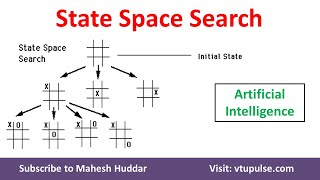 State Space Search
State Space
Search
Initial State
X
X
X
X O
X
O
X
X O
Artificial
Intelligence
Subscribe to Mahesh Huddar
Visit: vtupulse.com